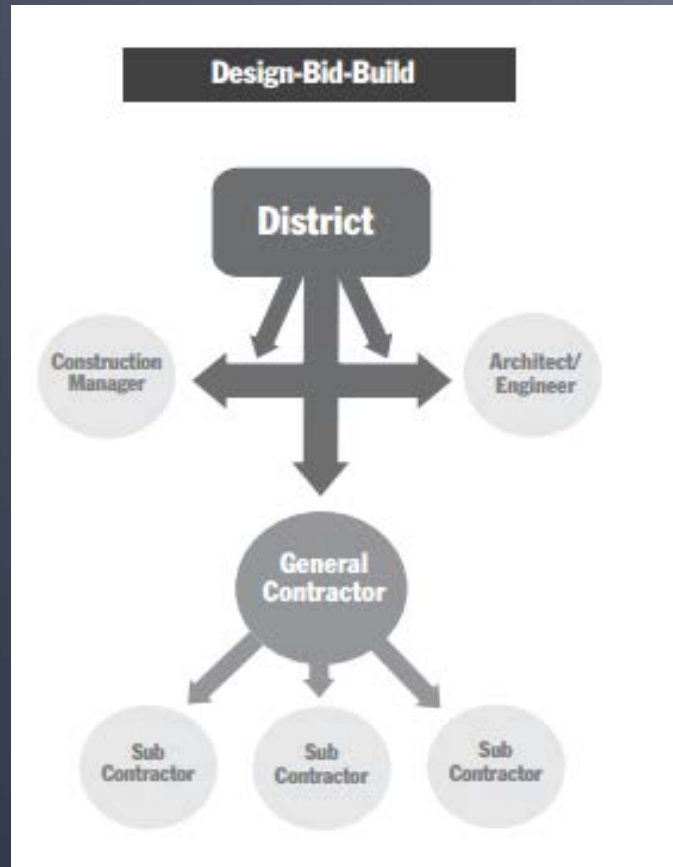 Design-Bid-Build
District
Construction
Manager
Architect/
Engineer
General
Contractor
Sub
Contractor
Sub
Contractor
Sub
Contractor